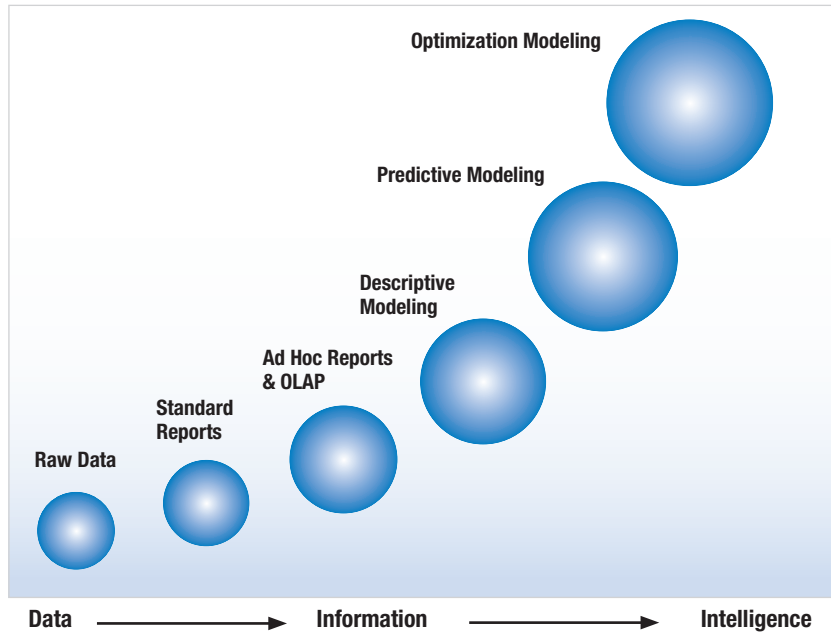 Optimization Modeling
Predictive Modeling
Descriptive
Modeling
Ad Hoc Reports
& OLAP
Standard
Reports
Raw Data
Data
Information
Intelligence